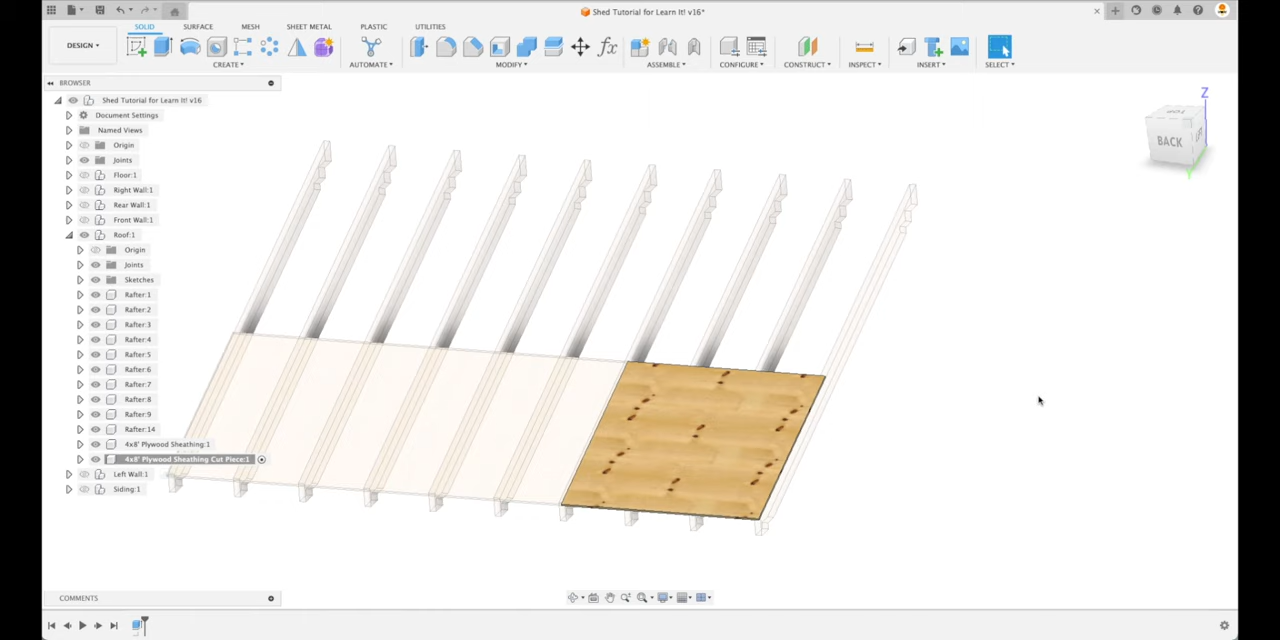 Shed Tutorial for Learn It! v16*
DESIGN
SOLID SURFACE MESH SHEET METAL PLASTIC UTILITIES
CREATE AUTOMATE MODIFY ASSEMBLE CONFIGURE CONSTRUCT INSPECT INSERT SELECT
BROWSER
Shed Tutorial for Learn It! v16
Document Settings
Named Views
Origin
Joints
Floor:1
Right Wall:1
Rear Wall:1
Front Wall:1
Roof:1
Origin
Joints
Sketches
Rafter:1
Rafter:2
Rafter:3
Rafter:4
Rafter:5
Rafter:6
Rafter:7
Rafter:8
Rafter:9
Rafter:14
4x8' Plywood Sheathing:1
4x8' Plywood Sheathing Cut Piece:1
Left Wall:1
Siding:1
Z
TOP
BACK
COMMENTS